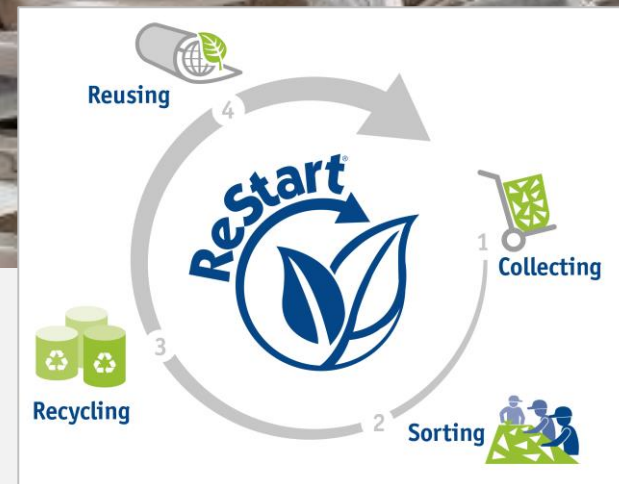 Reusing
4
ReStart®
1
Collecting
3
Recycling
2
Sorting